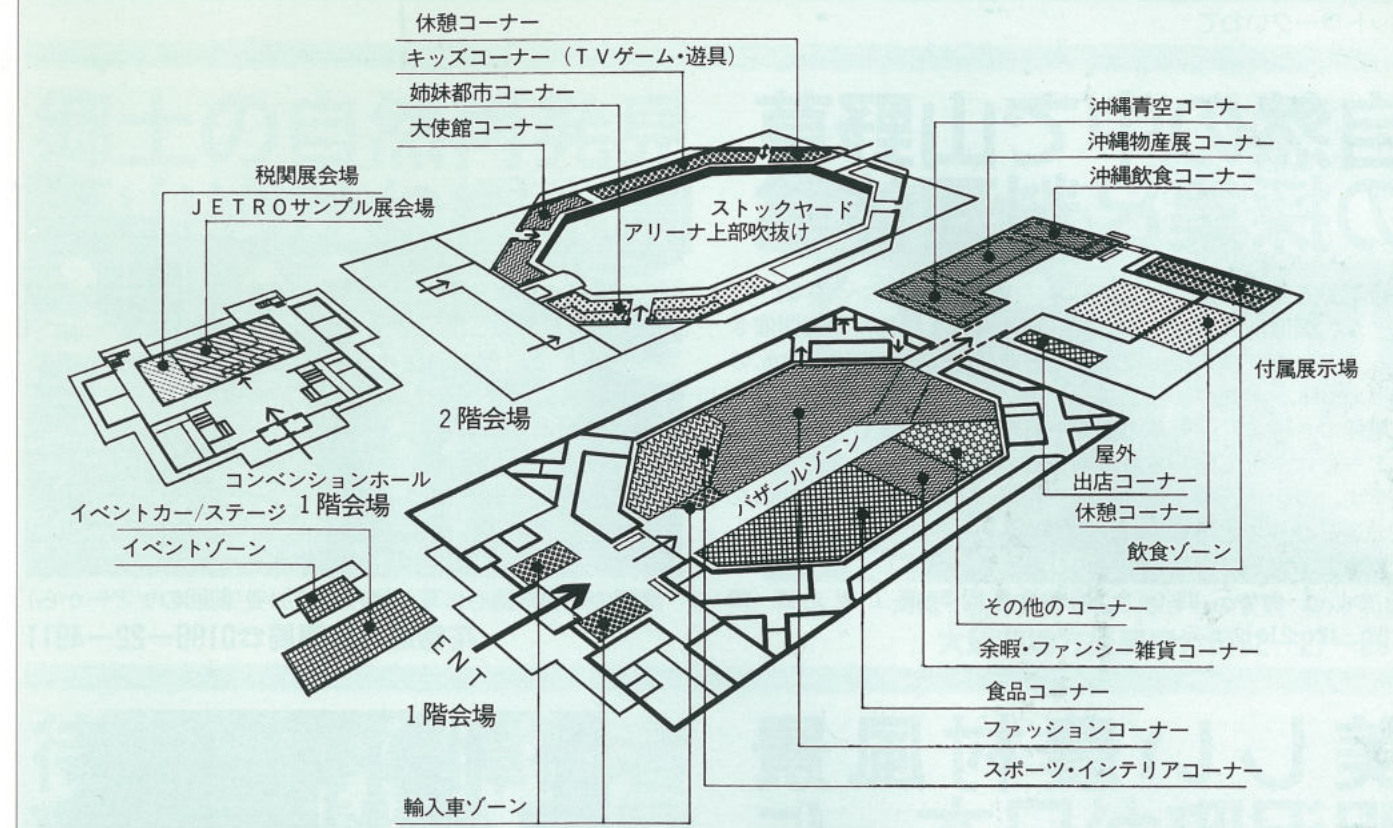 休憩コーナー
キッズコーナー（ＴＶゲーム・遊具）
姉妹都市コーナー
大使館コーナー
税関展会場
ＪＥＴＲＯサンプル展会場
ストックヤード
アリーナ上部吹抜け
沖縄青空コーナー
沖縄物産展コーナー
沖縄飲食コーナー
付属展示場
2階会場
コンベンションホール
1階会場
イベントカー/ステージ
イベントゾーン
バザールゾーン
屋外
出店コーナー
休憩コーナー
飲食ゾーン
ENT
1階会場
その他のコーナー
余暇・ファンシー雑貨コーナー
食品コーナー
ファッションコーナー
スポーツ・インテリアコーナー
輸入車ゾーン